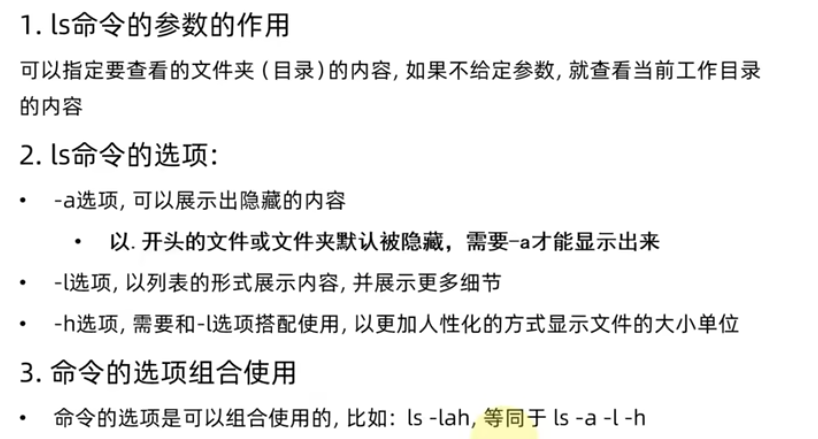 1. ls命令的参数的作用
可以指定要查看的文件夹（目录）的内容, 如果不给定参数, 就查看当前工作目录
的内容
2. ls命令的选项：
• -a选项, 可以展示出隐藏的内容
• 以. 开头的文件或文件夹默认被隐藏，需要-a才能显示出来
• -l选项, 以列表的形式展示内容, 并展示更多细节
• -h选项, 需要和-l选项搭配使用, 以更加人性化的方式显示文件的大小单位
3. 命令的选项组合使用
• 命令的选项是可以组合使用的, 比如：ls -lah, 等同于 ls -a -l -h